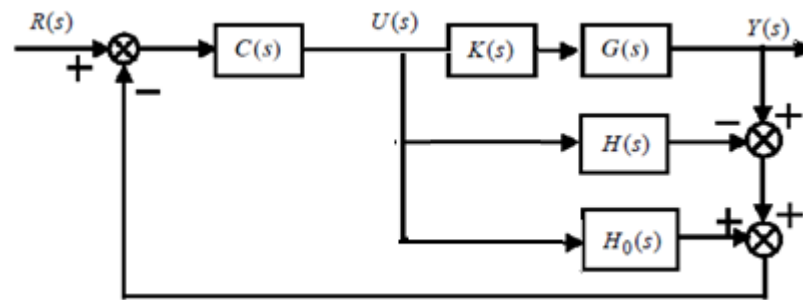 R(s) U(s) Y(s)
+ C(s) K(s) G(s)
− − +
H(s)
+ +
H₀(s)